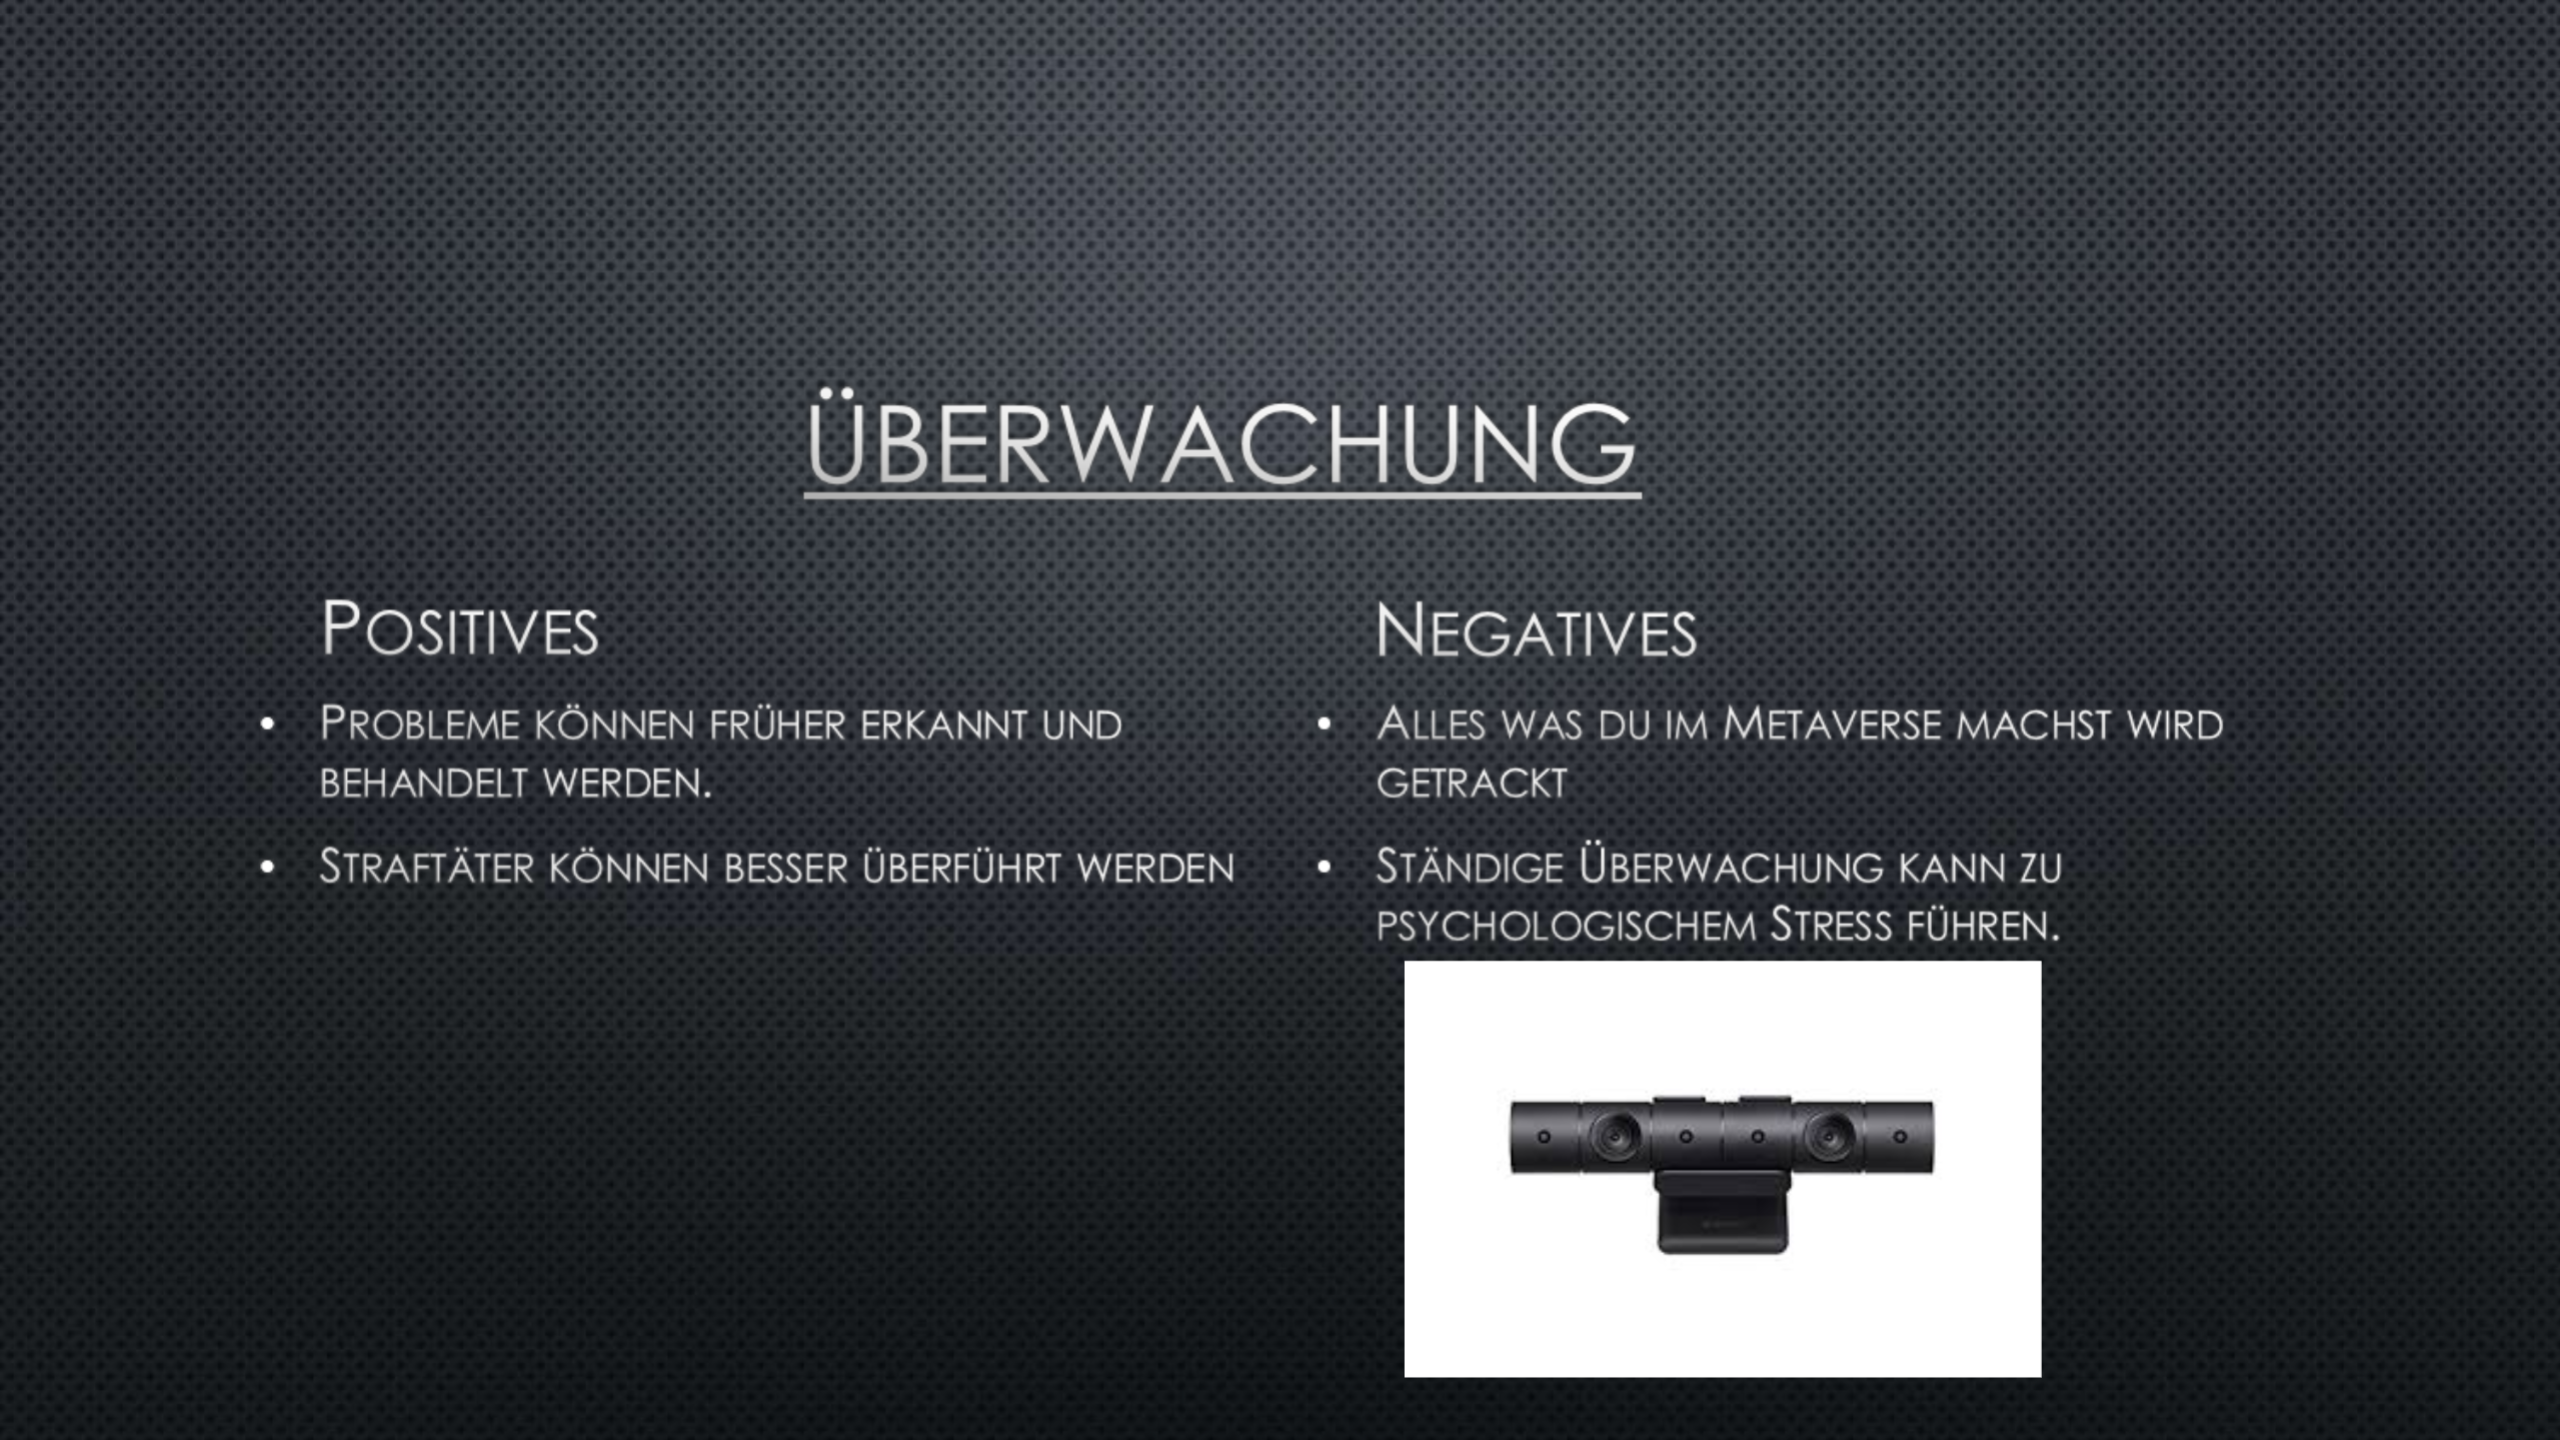 ÜBERWACHUNG
POSITIVES
• PROBLEME KÖNNEN FRÜHER ERKANNT UND
BEHANDELT WERDEN.
• STRAFTÄTER KÖNNEN BESSER ÜBERFÜHRT WERDEN
NEGATIVES
• ALLES WAS DU IM METAVERSE MACHST WIRD
GETRACKT
• STÄNDIGE ÜBERWACHUNG KANN ZU
PSYCHOLOGISCHEM STRESS FÜHREN.